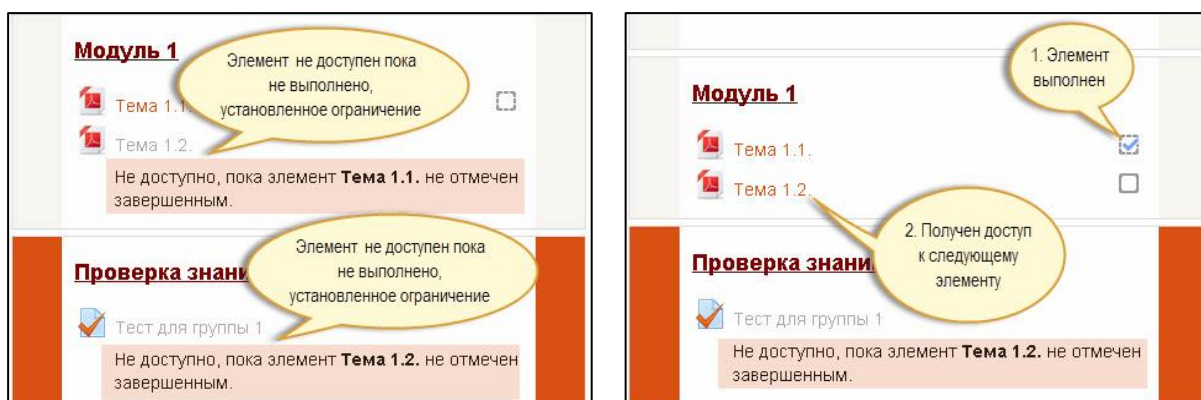 Модуль 1
Элемент не доступен пока
не выполнено,
установленное ограничение
Тема 1.1.
Тема 1.2.
Не доступно, пока элемент Тема 1.1. не отмечен
завершенным.
Элемент не доступен пока
не выполнено,
установленное ограничение
Проверка знани
Тест для группы 1
Не доступно, пока элемент Тема 1.2. не отмечен
завершенным.
1. Элемент
выполнен
Модуль 1
Тема 1.1.
Тема 1.2.
2. Получен доступ
к следующему
элементу
Проверка знани
Тест для группы 1
Не доступно, пока элемент Тема 1.2. не отмечен
завершенным.